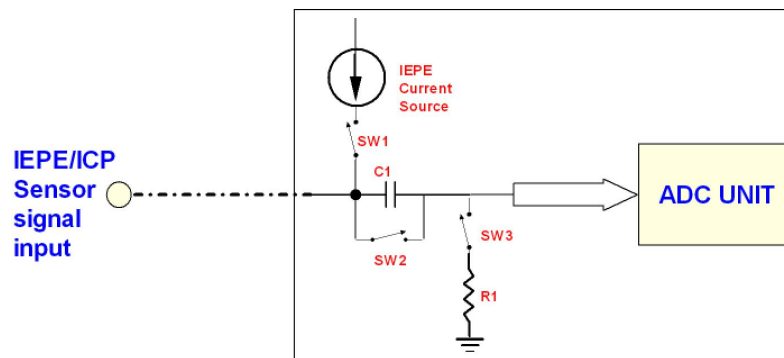 IEPE
Current
Source
SW1
IEPE/ICP
Sensor
signal
input
C1
ADC UNIT
SW2
SW3
R1